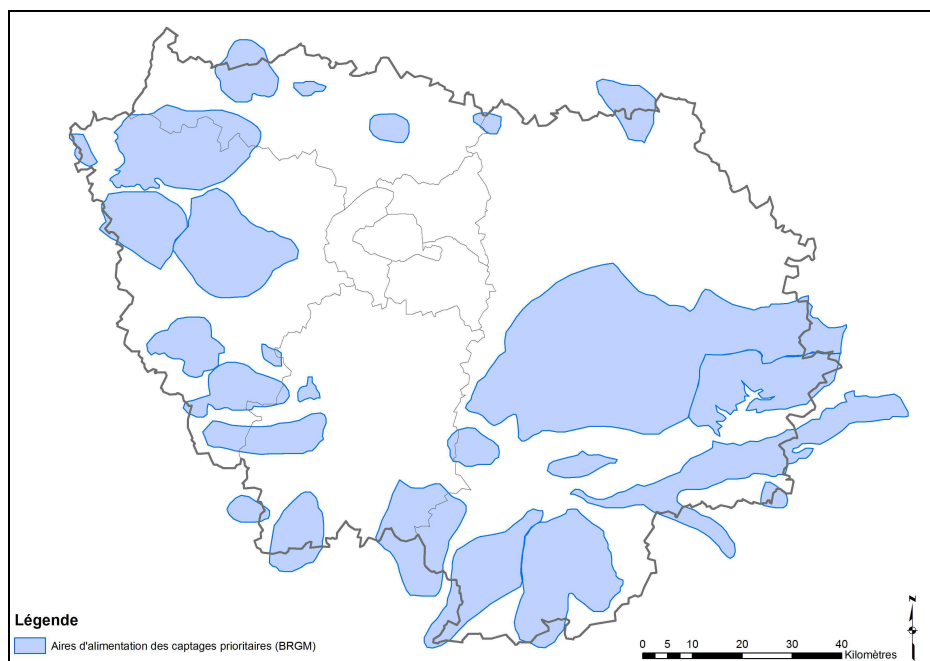 Légende
Aires d'alimentation des captages prioritaires (BRGM)
N
0 5 10 20 30 40
Kilomètres